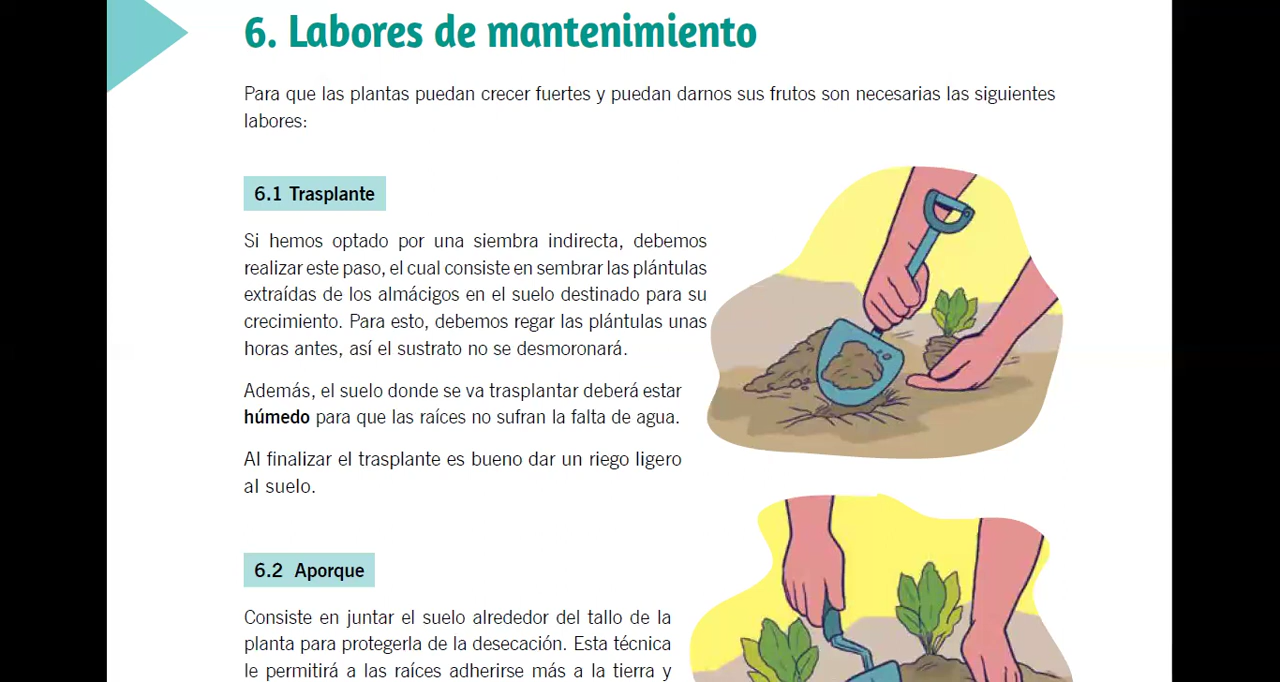 6. Labores de mantenimiento
Para que las plantas puedan crecer fuertes y puedan darnos sus frutos son necesarias las siguientes
labores:
6.1 Trasplante
Si hemos optado por una siembra indirecta, debemos
realizar este paso, el cual consiste en sembrar las plántulas
extraídas de los almácigos en el suelo destinado para su
crecimiento. Para esto, debemos regar las plántulas unas
horas antes, así el sustrato no se desmoronará.
Además, el suelo donde se va trasplantar deberá estar
húmedo para que las raíces no sufran la falta de agua.
Al finalizar el trasplante es bueno dar un riego ligero
al suelo.
6.2 Aporque
Consiste en juntar el suelo alrededor del tallo de la
planta para protegerla de la desecación. Esta técnica
le permitirá a las raíces adherirse más a la tierra y